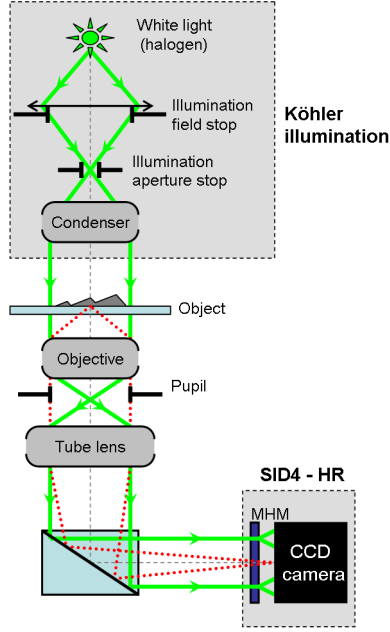 White light
(halogen)
Illumination
field stop
Köhler
illumination
Illumination
aperture stop
Condenser
Object
Objective
Pupil
Tube lens
SID4 - HR
MHM
CCD
camera